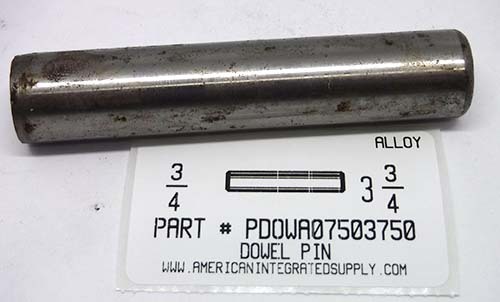 ALLOY
3/4 3 3/4
PART # PDOWA07503750
DOWEL PIN
WWW.AMERICANINTEGRATEDSUPPLY.COM